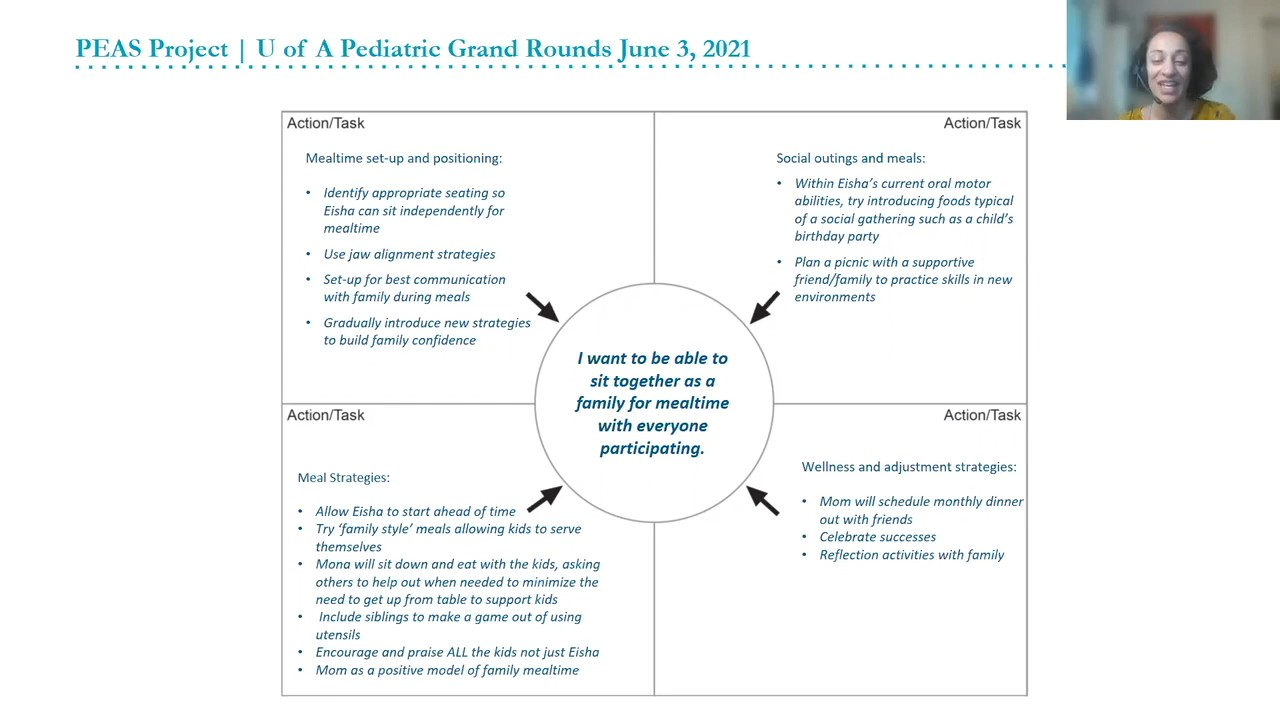 PEAS Project | U of A Pediatric Grand Rounds June 3, 2021
Action/Task
Mealtime set-up and positioning:
• Identify appropriate seating so
Eisha can sit independently for
mealtime
• Use jaw alignment strategies
• Set-up for best communication
with family during meals
• Gradually introduce new strategies
to build family confidence
Action/Task
Social outings and meals:
• Within Eisha’s current oral motor
abilities, try introducing foods typical
of a social gathering such as a child’s
birthday party
• Plan a picnic with a supportive
friend/family to practice skills in new
environments
I want to be able to
sit together as a
family for mealtime
with everyone
participating.
Action/Task
Meal Strategies:
• Allow Eisha to start ahead of time
• Try ‘family style’ meals allowing kids to serve
themselves
• Mona will sit down and eat with the kids, asking
others to help out when needed to minimize the
need to get up from table to support kids
• Include siblings to make a game out of using
utensils
• Encourage and praise ALL the kids not just Eisha
• Mom as a positive model of family mealtime
Action/Task
Wellness and adjustment strategies:
• Mom will schedule monthly dinner
out with friends
• Celebrate successes
• Reflection activities with family